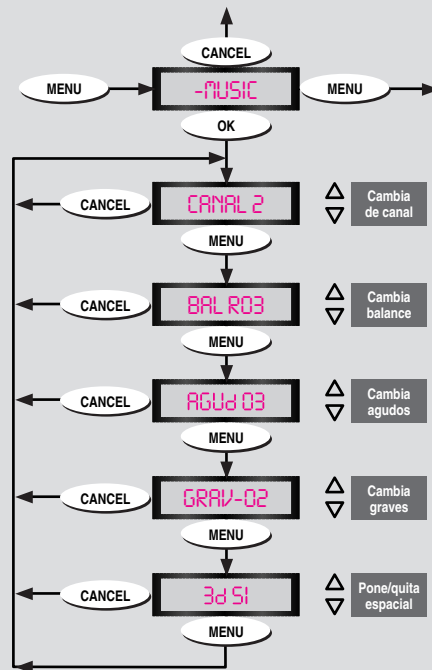 CANCEL
MENU
-MUSIC
MENU
OK
CANCEL
CANAL 2
Cambia
de canal
MENU
CANCEL
BAL R03
Cambia
balance
MENU
CANCEL
AGUd 03
Cambia
agudos
MENU
CANCEL
GRAV-02
Cambia
graves
MENU
CANCEL
3d SI
Pone/quita
espacial
MENU